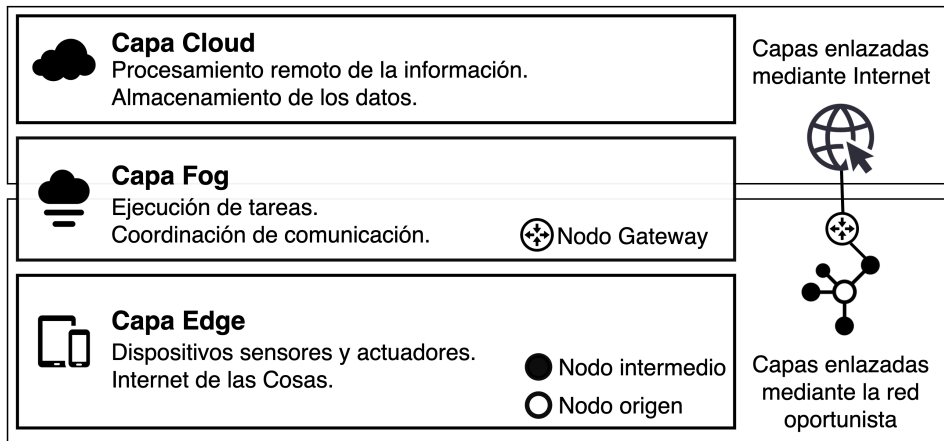 Capa Cloud
Procesamiento remoto de la información.
Almacenamiento de los datos.
Capas enlazadas
mediante Internet
Capa Fog
Ejecución de tareas.
Coordinación de comunicación.
Nodo Gateway
Capa Edge
Dispositivos sensores y actuadores.
Internet de las Cosas.
Nodo intermedio
Nodo origen
Capas enlazadas
mediante la red
oportunista